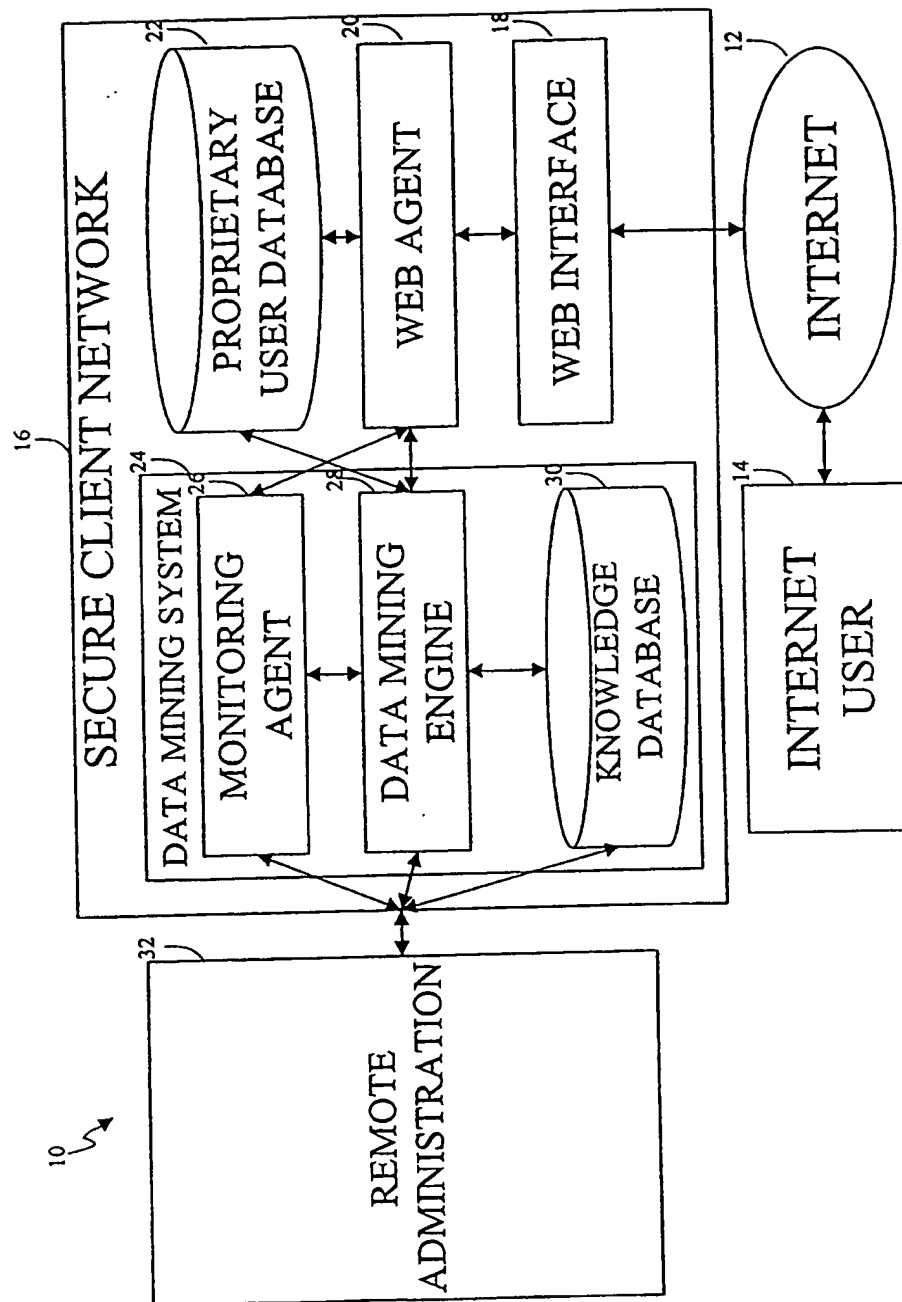 10
REMOTE
ADMINISTRATION
32
16
SECURE CLIENT NETWORK
24
DATA MINING SYSTEM
26
MONITORING
AGENT
28
DATA MINING
ENGINE
30
KNOWLEDGE
DATABASE
22
PROPRIETARY
USER DATABASE
20
WEB AGENT
18
WEB INTERFACE
14
INTERNET
USER
12
INTERNET